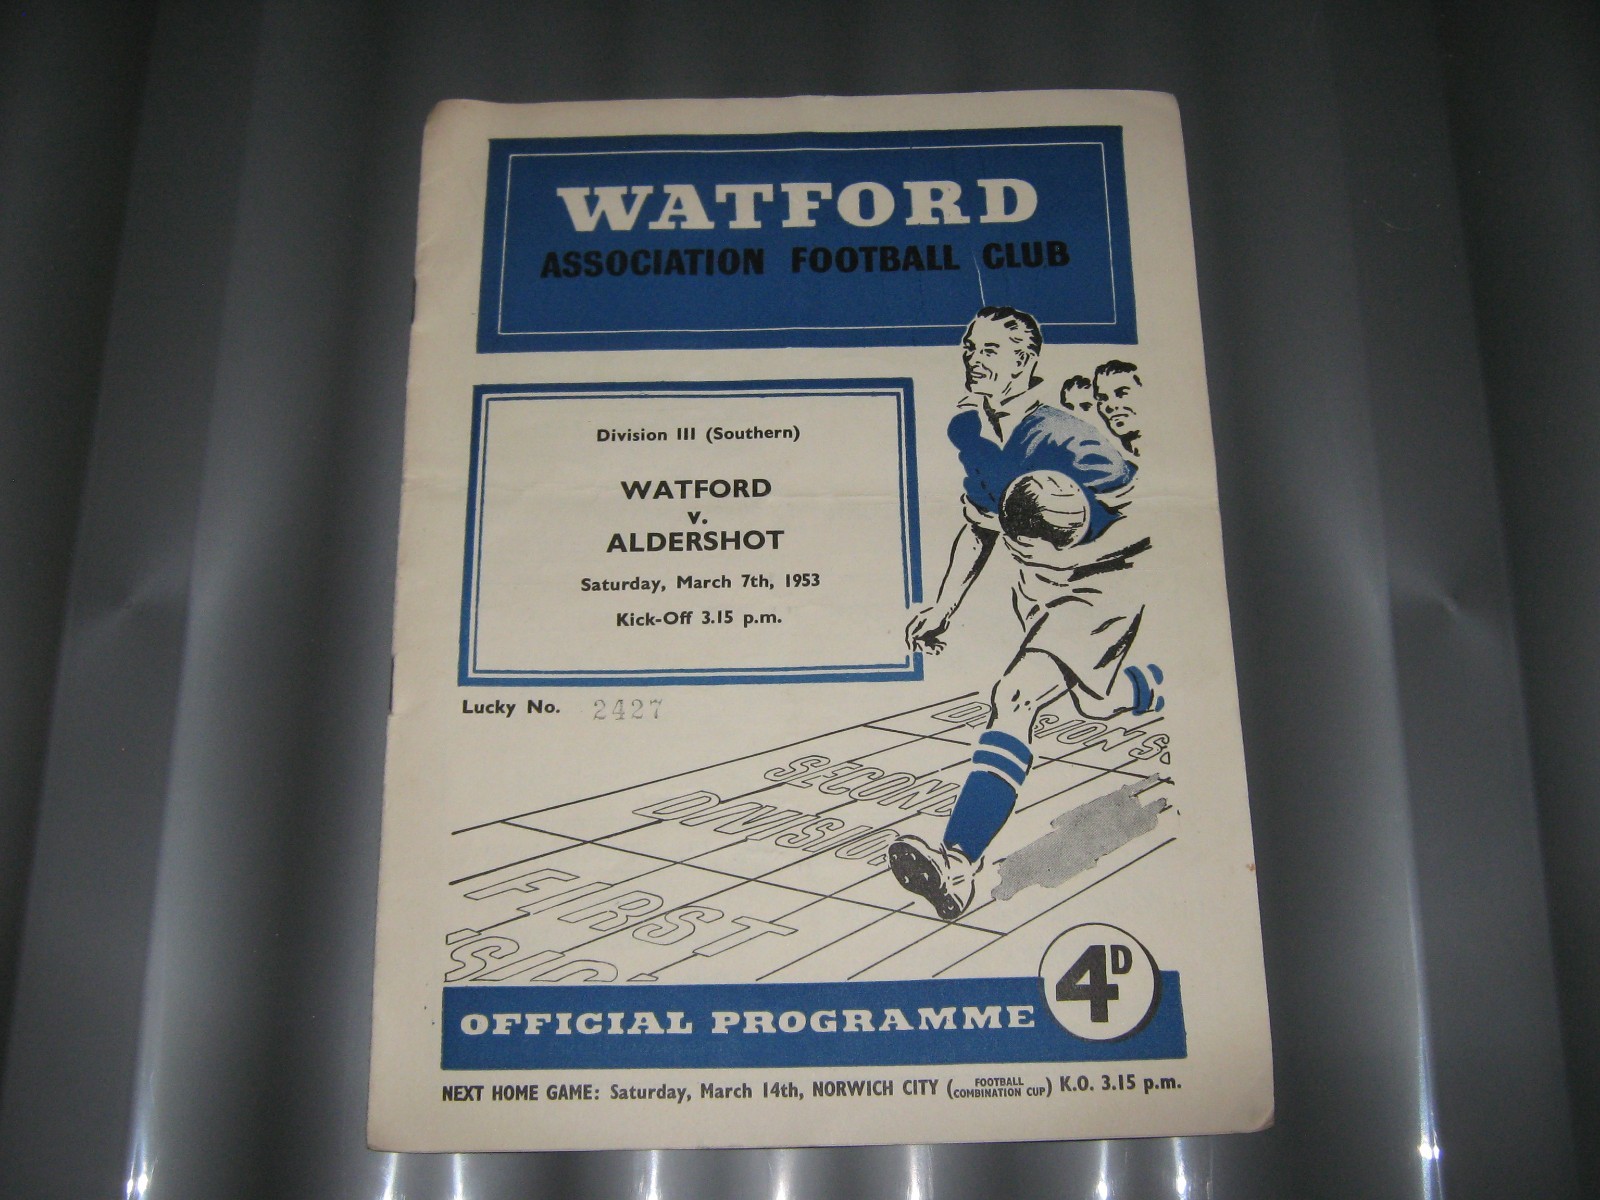 WATFORD
ASSOCIATION FOOTBALL CLUB
Division III (Southern)
WATFORD
v.
ALDERSHOT
Saturday, March 7th, 1953
Kick-Off 3.15 p.m.
Lucky No. 2427
SECOND
DIVISION
FIRST
4D
OFFICIAL PROGRAMME
NEXT HOME GAME: Saturday, March 14th, NORWICH CITY (FOOTBALL COMBINATION CUP) K.O. 3.15 p.m.